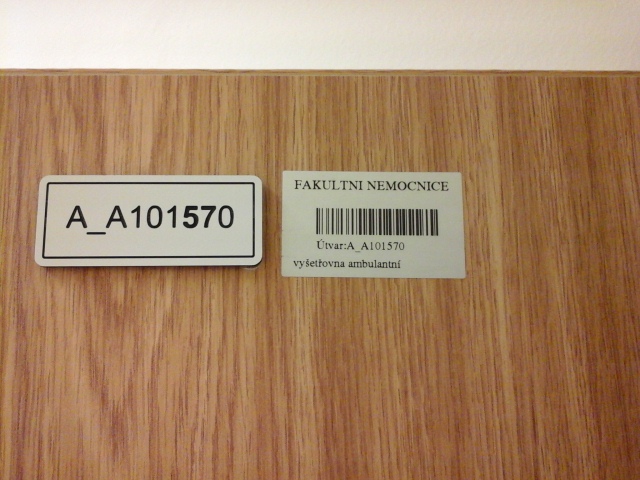 A_A101570
FAKULTNI NEMOCNICE
Útvar:A_A101570
vyšetřovna ambulantní